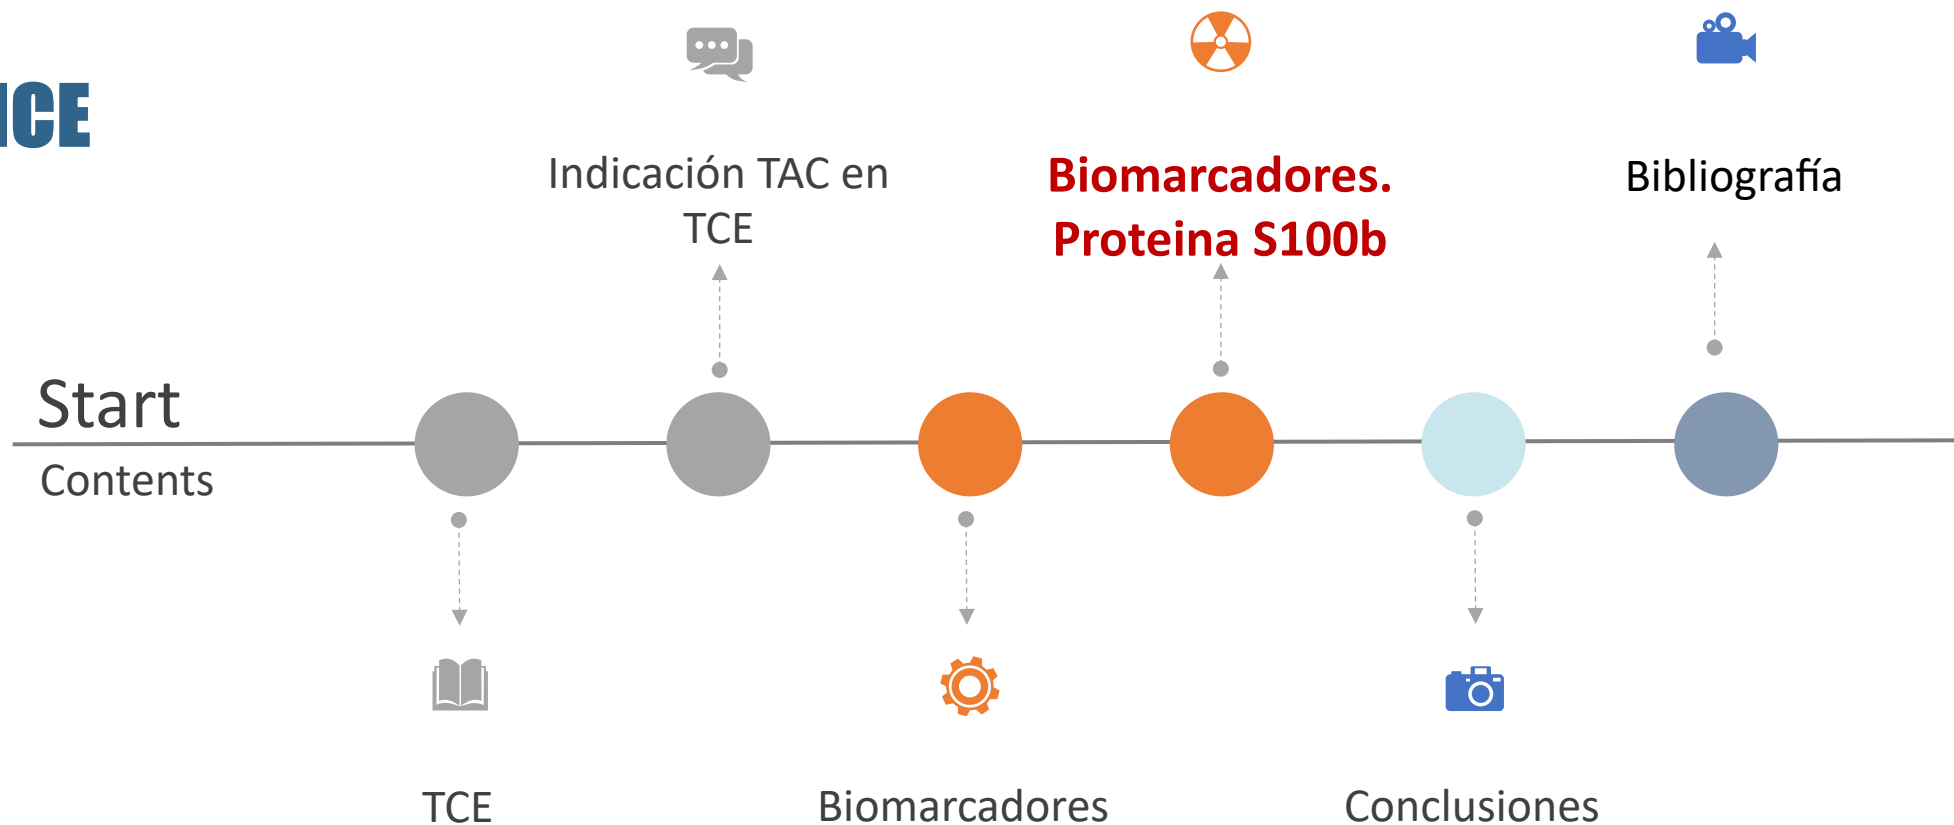 ICE
Indicación TAC en
TCE
Biomarcadores.
Proteina S100b
Bibliografía
Start
Contents
TCE
Biomarcadores
Conclusiones